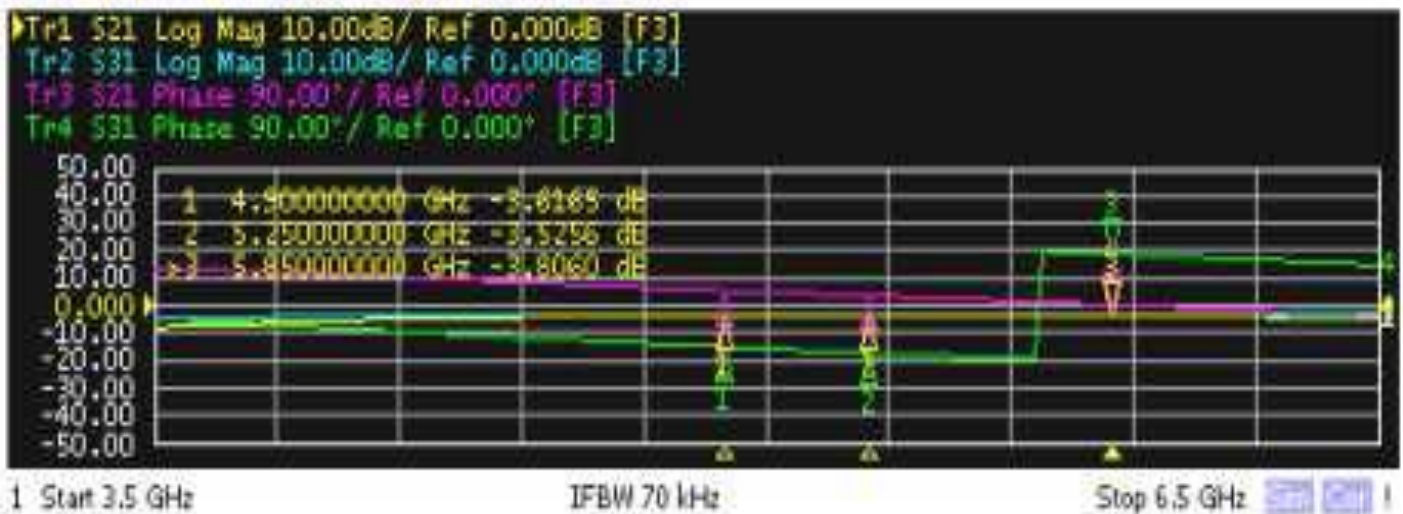 Tr1 S21 Log Mag 10.00dB/ Ref 0.000dB [F3]
Tr2 S31 Log Mag 10.00dB/ Ref 0.000dB [F3]
Tr3 S21 Phase 90.00°/ Ref 0.000° [F3]
Tr4 S31 Phase 90.00°/ Ref 0.000° [F3]
50.00
40.00
30.00
20.00
10.00
0.000
-10.00
-20.00
-30.00
-40.00
-50.00
1 4.900000000 GHz -3.6165 dB
2 5.250000000 GHz -3.5256 dB
>3 5.850000000 GHz -3.8060 dB
3
1
2
1 Start 3.5 GHz
IFBW 70 kHz
Stop 6.5 GHz
!